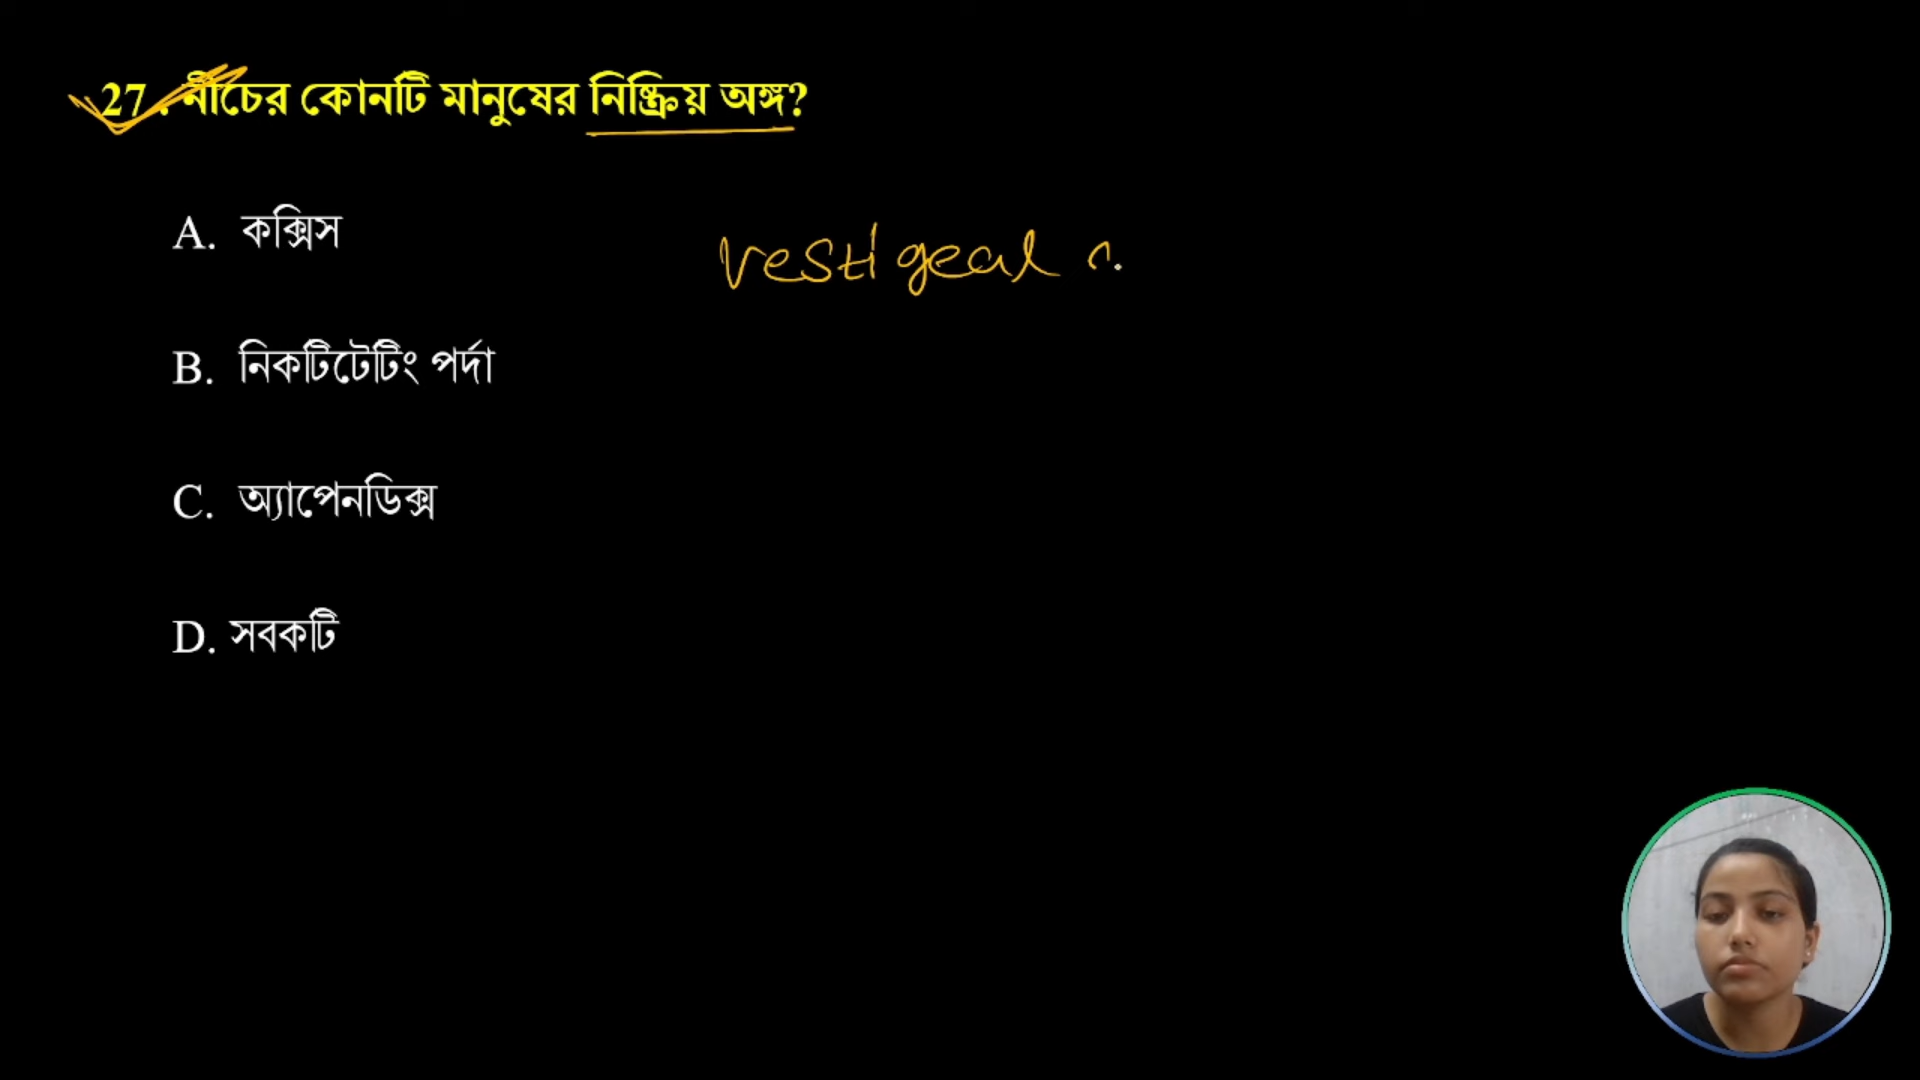 27 . নীচের কোনটি মানুষের নিষ্ক্রিয় অঙ্গ?
A. কক্সিস
vestigeal
B. নিকটিটেটিং পর্দা
C. অ্যাপেনডিক্স
D. সবকটি